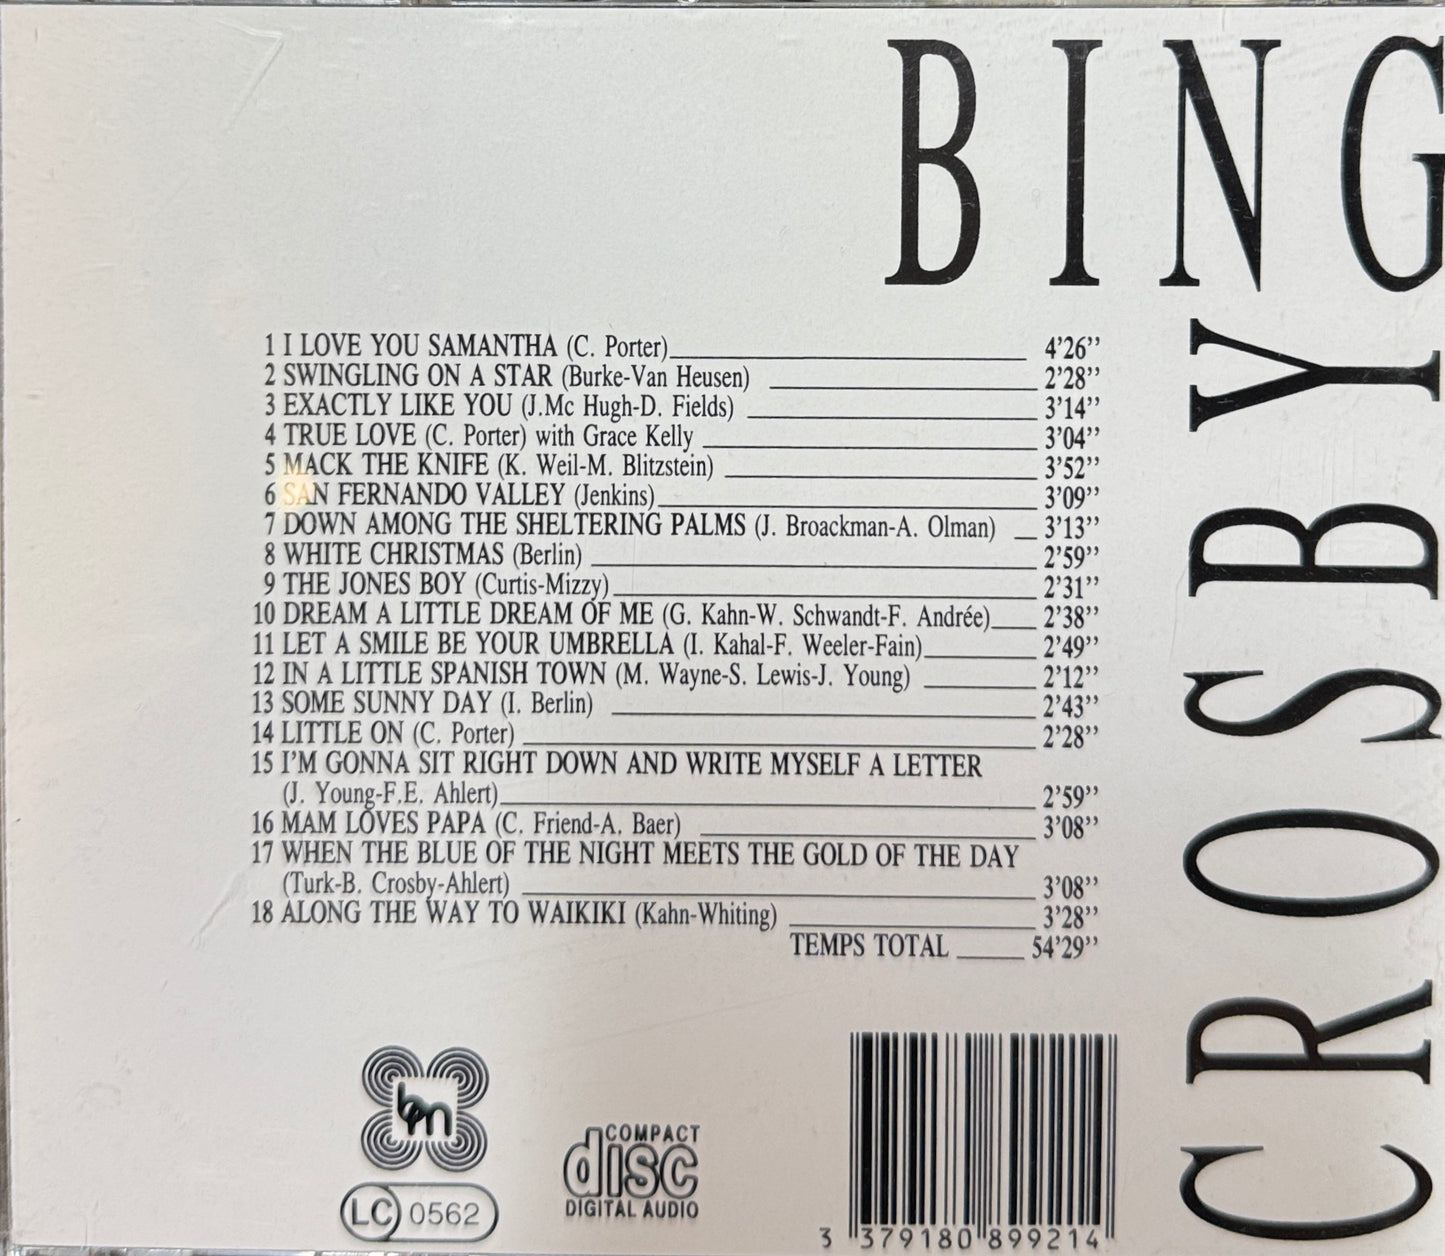 BING
CROSBY
1 I LOVE YOU SAMANTHA (C. Porter) 4'26''
2 SWINGLING ON A STAR (Burke-Van Heusen) 2'28''
3 EXACTLY LIKE YOU (J.Mc Hugh-D. Fields) 3'14''
4 TRUE LOVE (C. Porter) with Grace Kelly 3'04''
5 MACK THE KNIFE (K. Weil-M. Blitzstein) 3'52''
6 SAN FERNANDO VALLEY (Jenkins) 3'09''
7 DOWN AMONG THE SHELTERING PALMS (J. Broackman-A. Olman) 3'13''
8 WHITE CHRISTMAS (Berlin) 2'59''
9 THE JONES BOY (Curtis-Mizzy) 2'31''
10 DREAM A LITTLE DREAM OF ME (G. Kahn-W. Schwandt-F. Andrée) 2'38''
11 LET A SMILE BE YOUR UMBRELLA (I. Kahal-F. Weeler-Fain) 2'49''
12 IN A LITTLE SPANISH TOWN (M. Wayne-S. Lewis-J. Young) 2'12''
13 SOME SUNNY DAY (I. Berlin) 2'43''
14 LITTLE ON (C. Porter) 2'28''
15 I'M GONNA SIT RIGHT DOWN AND WRITE MYSELF A LETTER
(J. Young-F.E. Ahlert) 2'59''
16 MAM LOVES PAPA (C. Friend-A. Baer) 3'08''
17 WHEN THE BLUE OF THE NIGHT MEETS THE GOLD OF THE DAY
(Turk-B. Crosby-Ahlert) 3'08''
18 ALONG THE WAY TO WAIKIKI (Kahn-Whiting) 3'28''
TEMPS TOTAL 54'29''
bm
LC 0562
COMPACT
disc
DIGITAL AUDIO
3 379180 899214